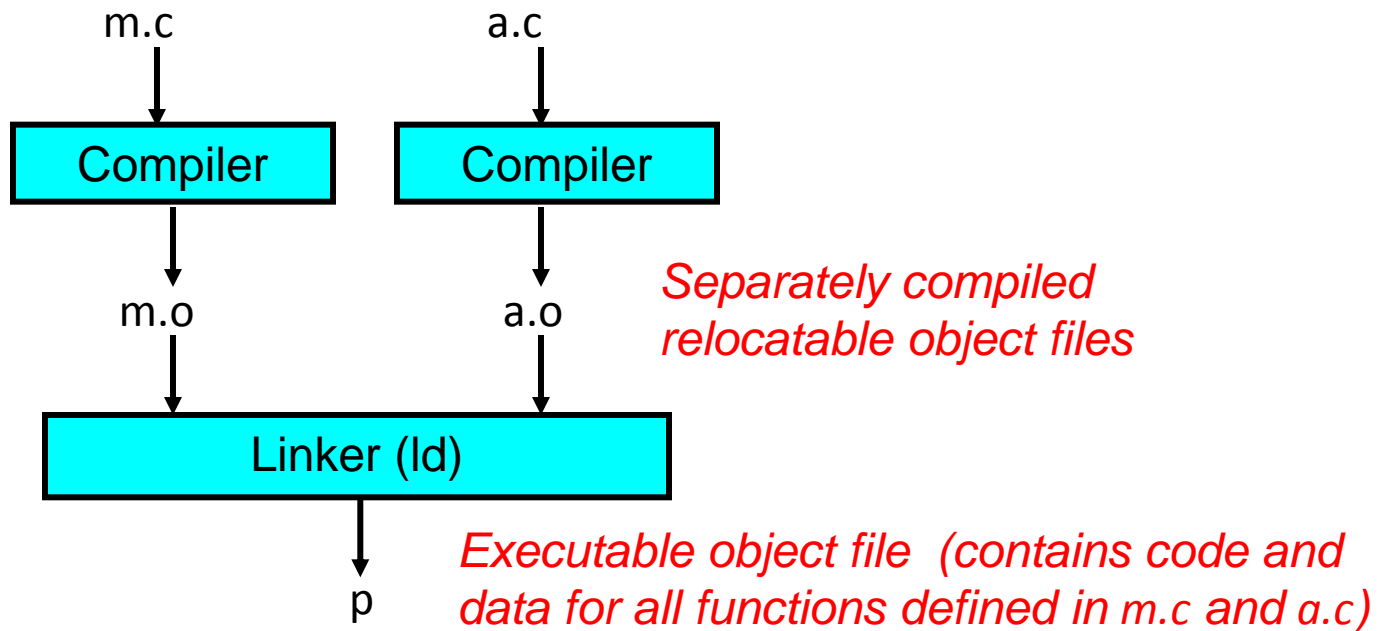 m.c
a.c
Compiler
Compiler
m.o
a.o
Separately compiled
relocatable object files
Linker (ld)
p
Executable object file (contains code and
data for all functions defined in m.c and a.c)